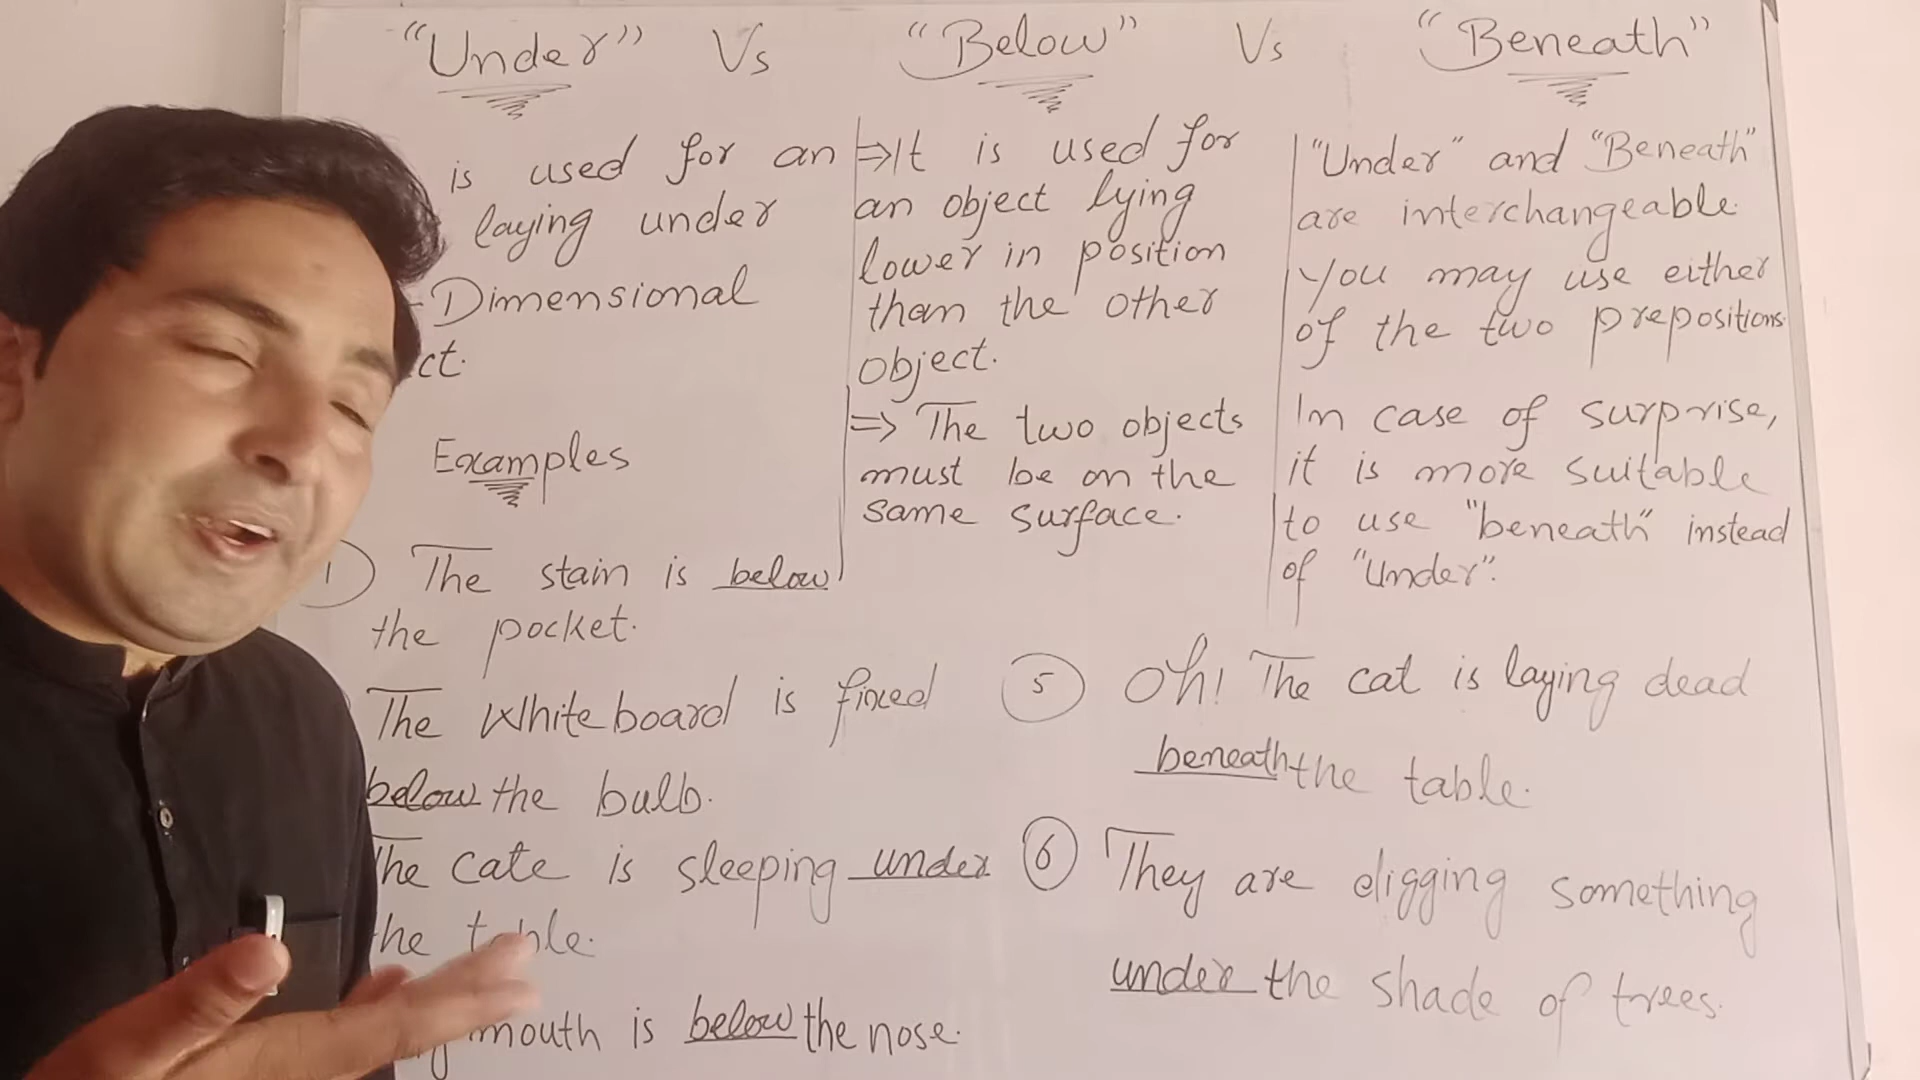 "Under" Vs "Below" Vs "Beneath"
is used for an
laying under
Dimensional
ct.
Examples
⇒It is used for
an object lying
lower in position
than the other
object.
⇒ The two objects
must be on the
same surface.
"Under" and "Beneath"
are interchangeable.
you may use either
of the two prepositions.
In case of surprise,
it is more suitable
to use "beneath" instead
of "Under".
1 The stain is below
the pocket.
The Whiteboard is fixed
below the bulb.
The cate is sleeping under
the table.
mouth is below the nose.
5 Oh! The cat is laying dead
beneath the table.
6 They are digging something
under the shade of trees.